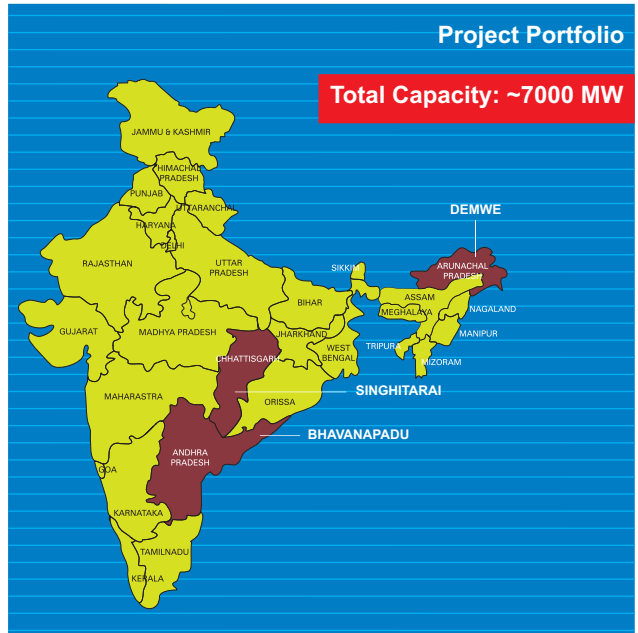 Project Portfolio
Total Capacity: ~7000 MW
JAMMU & KASHMIR
HIMACHAL
PRADESH
PUNJAB
UTTARANCHAL
HARYANA
DELHI
DEMWE
RAJASTHAN
UTTAR
PRADESH
SIKKIM
ARUNACHAL
PRADESH
BIHAR
ASSAM
NAGALAND
MEGHALAYA
GUJARAT
MADHYA PRADESH
JHARKHAND
MANIPUR
WEST
BENGAL
TRIPURA
CHHATTISGARH
MIZORAM
SINGHITARAI
MAHARASTRA
ORISSA
BHAVANAPADU
ANDHRA
PRADESH
GOA
KARNATAKA
TAMILNADU
KERALA